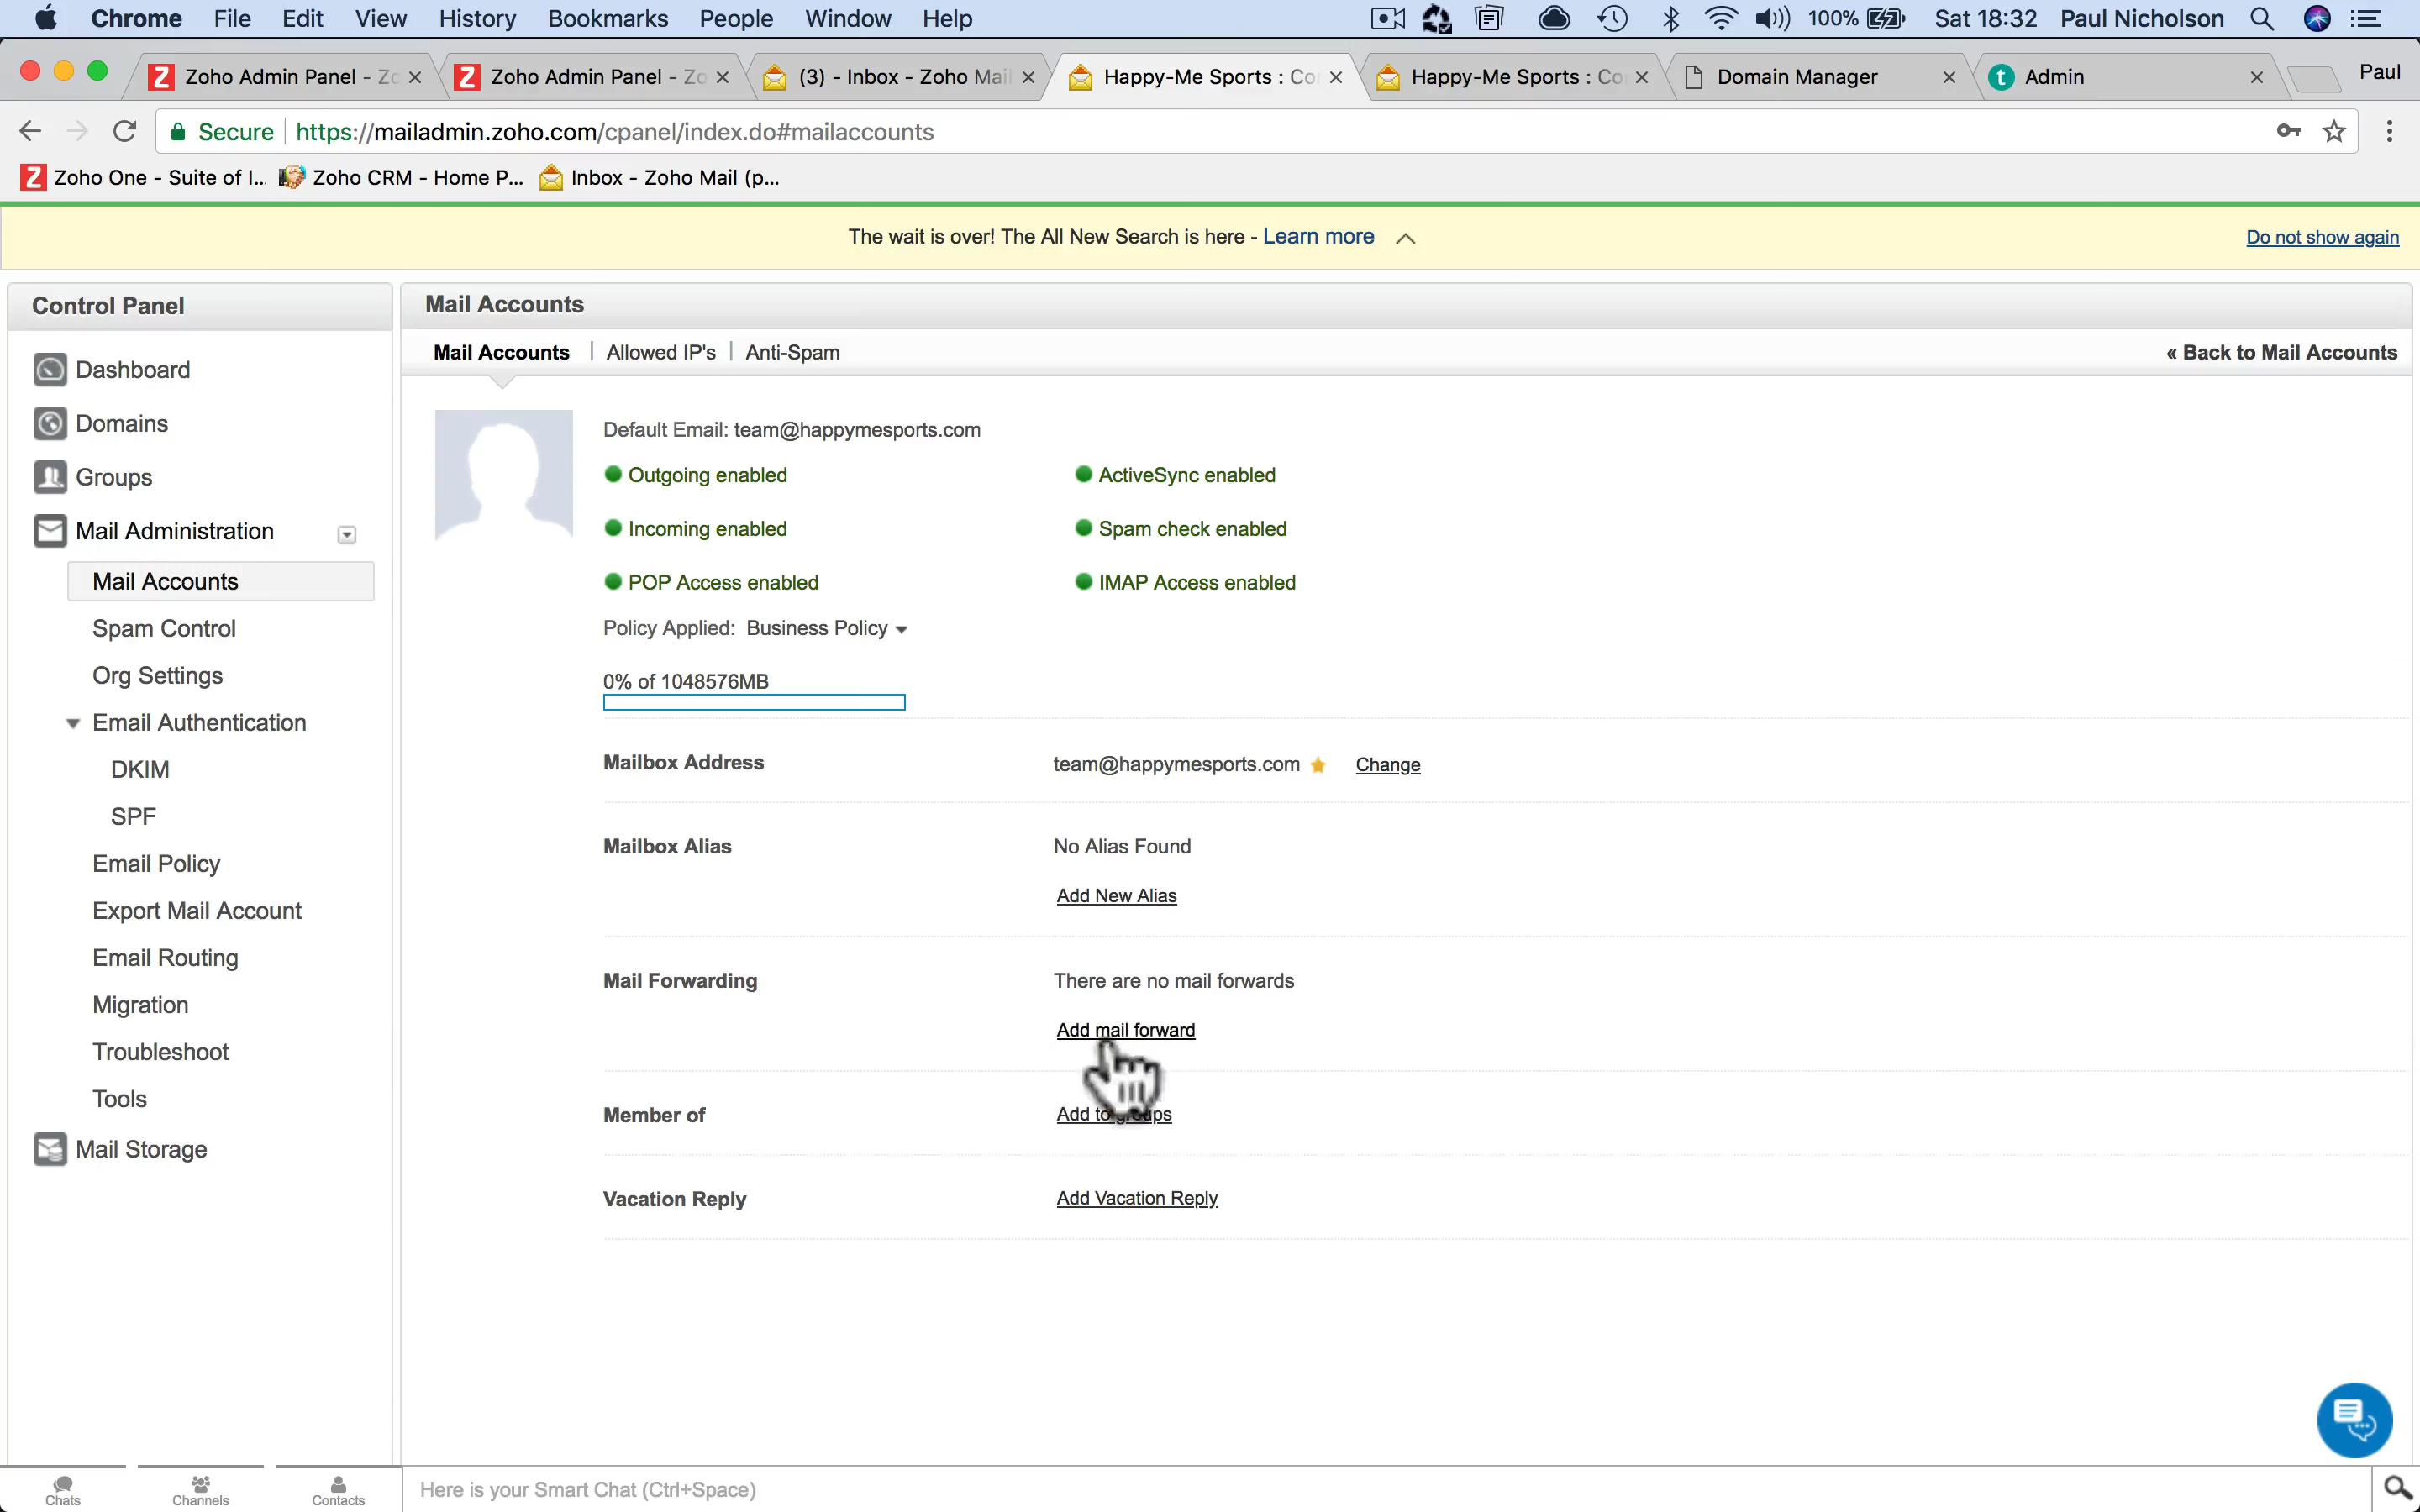 Chrome File Edit View History Bookmarks People Window Help 100% Sat 18:32 Paul Nicholson
Zoho Admin Panel - Zo
Zoho Admin Panel - Zo
(3) - Inbox - Zoho Mail
Happy-Me Sports : Co
Happy-Me Sports : Co
Domain Manager
Admin
Paul
Secure https://mailadmin.zoho.com/cpanel/index.do#mailaccounts
Zoho One - Suite of I...
Zoho CRM - Home P...
Inbox - Zoho Mail (p...
The wait is over! The All New Search is here - Learn more
Do not show again
Control Panel
Dashboard
Domains
Groups
Mail Administration
Mail Accounts
Spam Control
Org Settings
Email Authentication
DKIM
SPF
Email Policy
Export Mail Account
Email Routing
Migration
Troubleshoot
Tools
Mail Storage
Mail Accounts
Mail Accounts | Allowed IP's | Anti-Spam
« Back to Mail Accounts
Default Email: team@happymesports.com
Outgoing enabled
ActiveSync enabled
Incoming enabled
Spam check enabled
POP Access enabled
IMAP Access enabled
Policy Applied: Business Policy
0% of 1048576MB
Mailbox Address
team@happymesports.com
Change
Mailbox Alias
No Alias Found
Add New Alias
Mail Forwarding
There are no mail forwards
Add mail forward
Member of
Add to groups
Vacation Reply
Add Vacation Reply
Chats
Channels
Contacts
Here is your Smart Chat (Ctrl+Space)